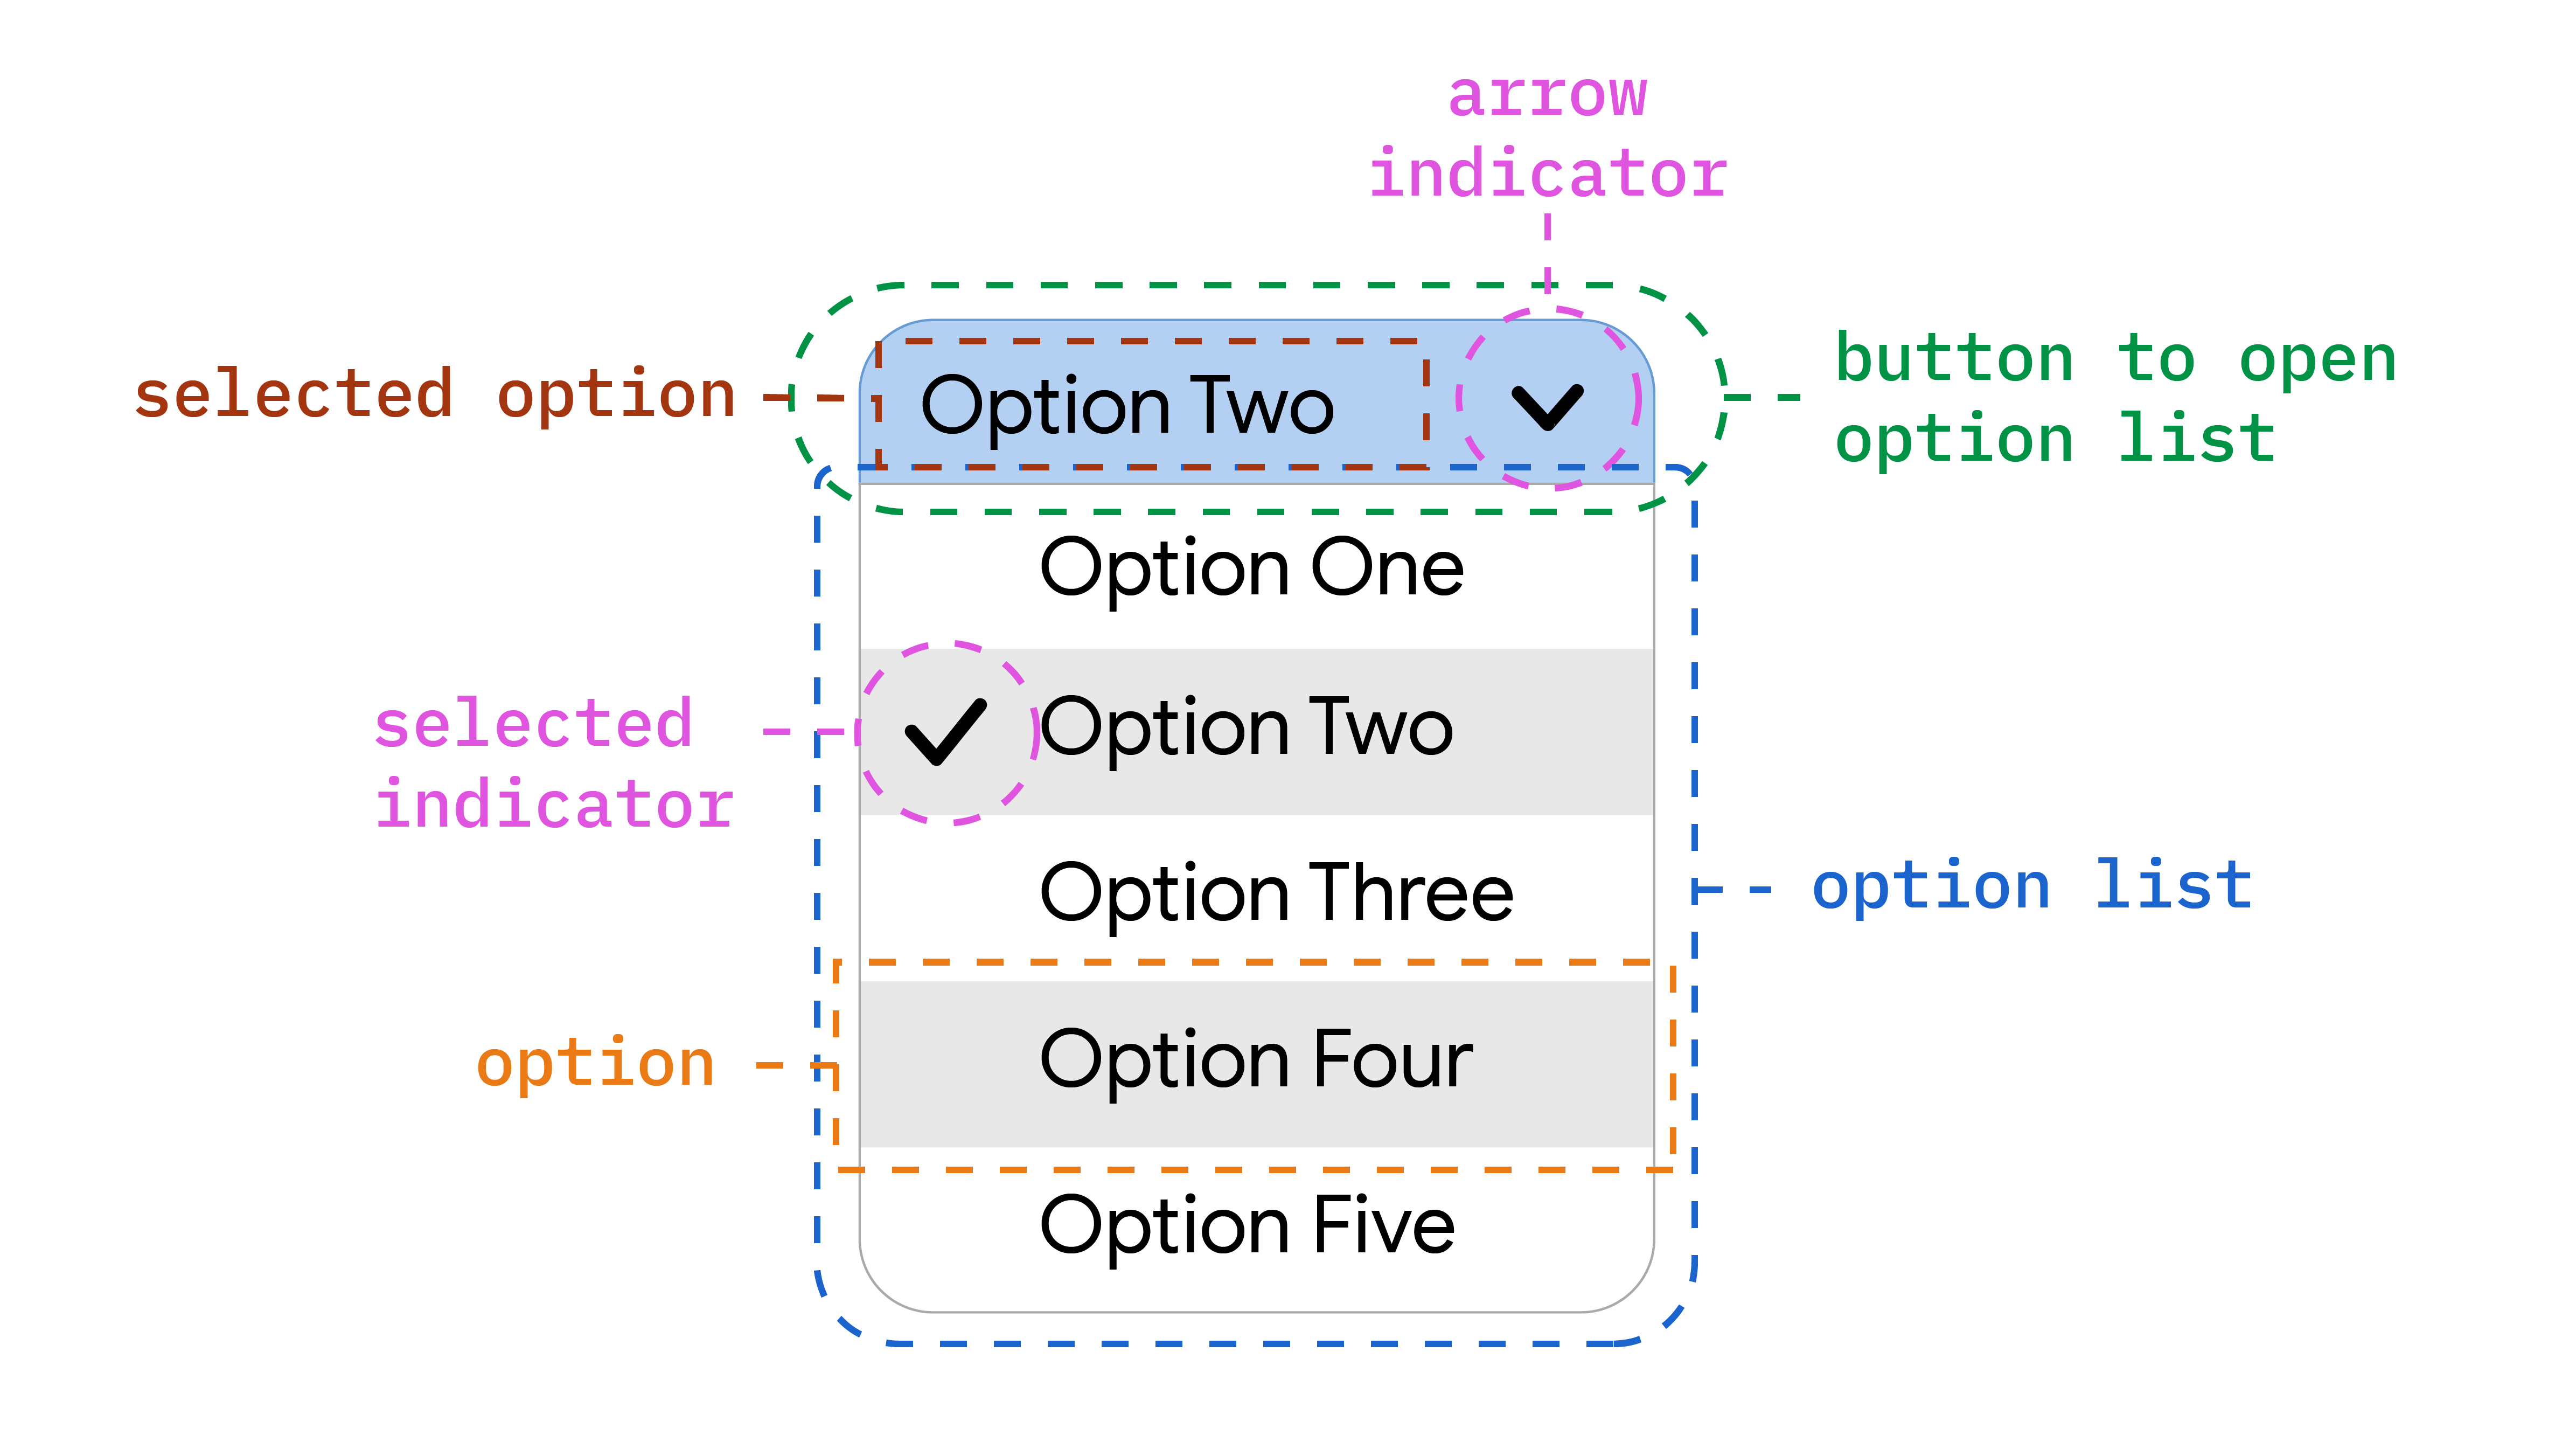 arrow
indicator
selected option
Option Two
button to open
option list
Option One
selected
indicator
Option Two
Option Three
option list
option
Option Four
Option Five